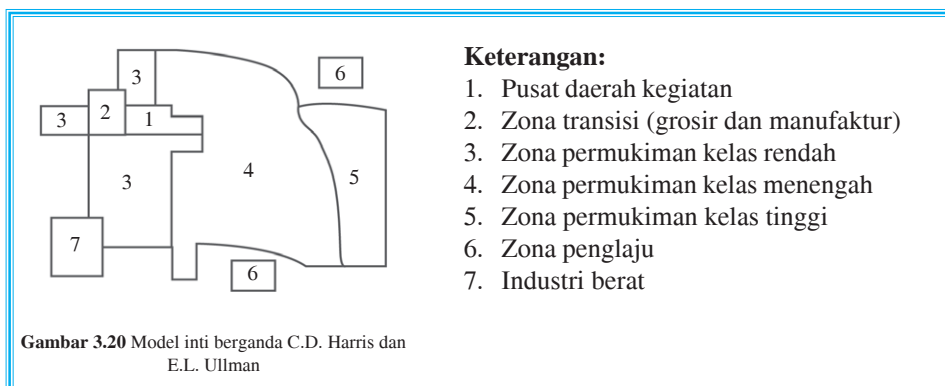 3
6
3
2
1
3
4
5
7
6
Gambar 3.20 Model inti berganda C.D. Harris dan
E.L. Ullman
Keterangan:
1. Pusat daerah kegiatan
2. Zona transisi (grosir dan manufaktur)
3. Zona permukiman kelas rendah
4. Zona permukiman kelas menengah
5. Zona permukiman kelas tinggi
6. Zona penglaju
7. Industri berat